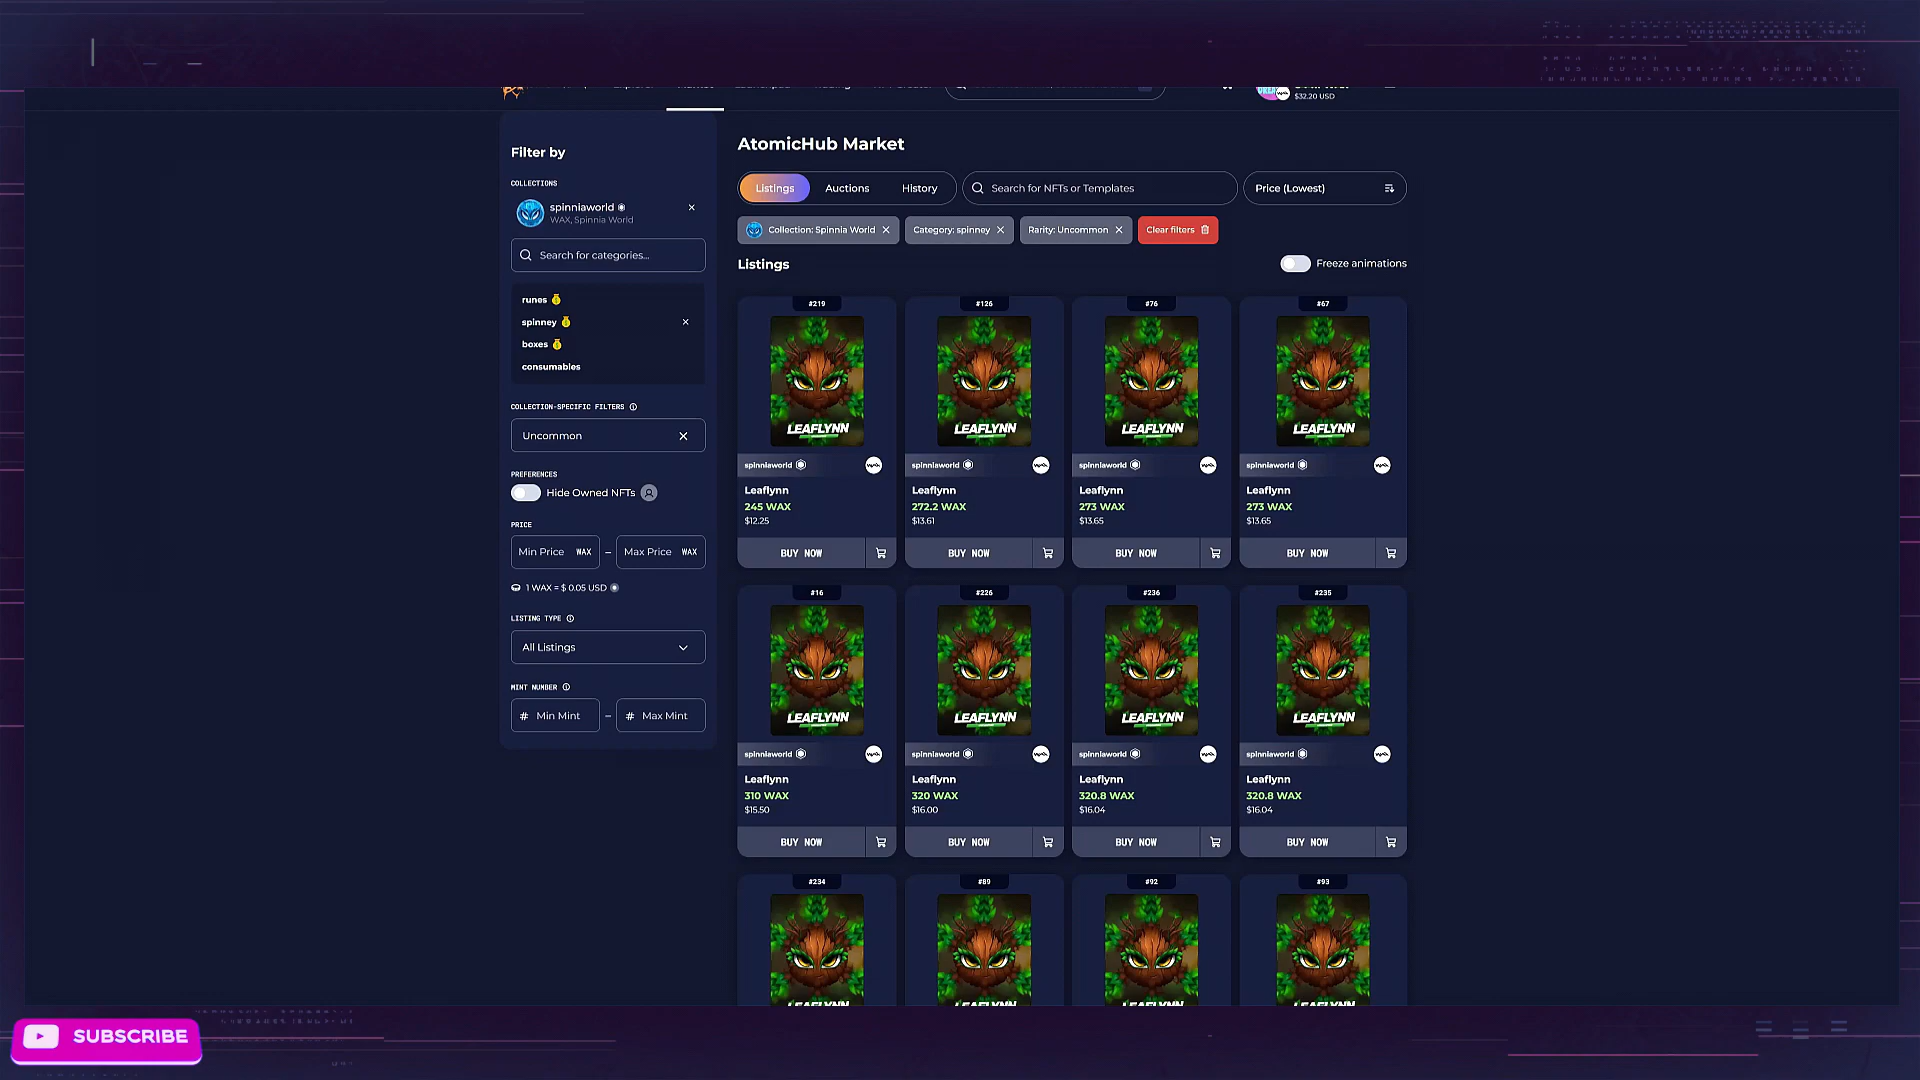 $32.20 USD
Filter by
COLLECTIONS
spinniaworld
WAX, Spinnia World
Search for categories...
runes
spinney
boxes
consumables
COLLECTION-SPECIFIC FILTERS
Uncommon
PREFERENCES
Hide Owned NFTs
PRICE
Min Price WAX – Max Price WAX
1 WAX = $ 0.05 USD
LISTING TYPE
All Listings
MINT NUMBER
# Min Mint – # Max Mint
AtomicHub Market
Listings Auctions History Search for NFTs or Templates Price (Lowest)
Collection: Spinnia World Category: spinney Rarity: Uncommon Clear filters
Listings Freeze animations
#219 #126 #76 #67
LEAFLYNN LEAFLYNN LEAFLYNN LEAFLYNN
spinniaworld spinniaworld spinniaworld spinniaworld
Leaflynn Leaflynn Leaflynn Leaflynn
245 WAX 272.2 WAX 273 WAX 273 WAX
$12.25 $13.61 $13.65 $13.65
BUY NOW BUY NOW BUY NOW BUY NOW
#16 #226 #236 #235
LEAFLYNN LEAFLYNN LEAFLYNN LEAFLYNN
spinniaworld spinniaworld spinniaworld spinniaworld
Leaflynn Leaflynn Leaflynn Leaflynn
310 WAX 320 WAX 320.8 WAX 320.8 WAX
$15.50 $16.00 $16.04 $16.04
BUY NOW BUY NOW BUY NOW BUY NOW
#234 #89 #92 #93
LEAFLYNN LEAFLYNN LEAFLYNN LEAFLYNN
SUBSCRIBE